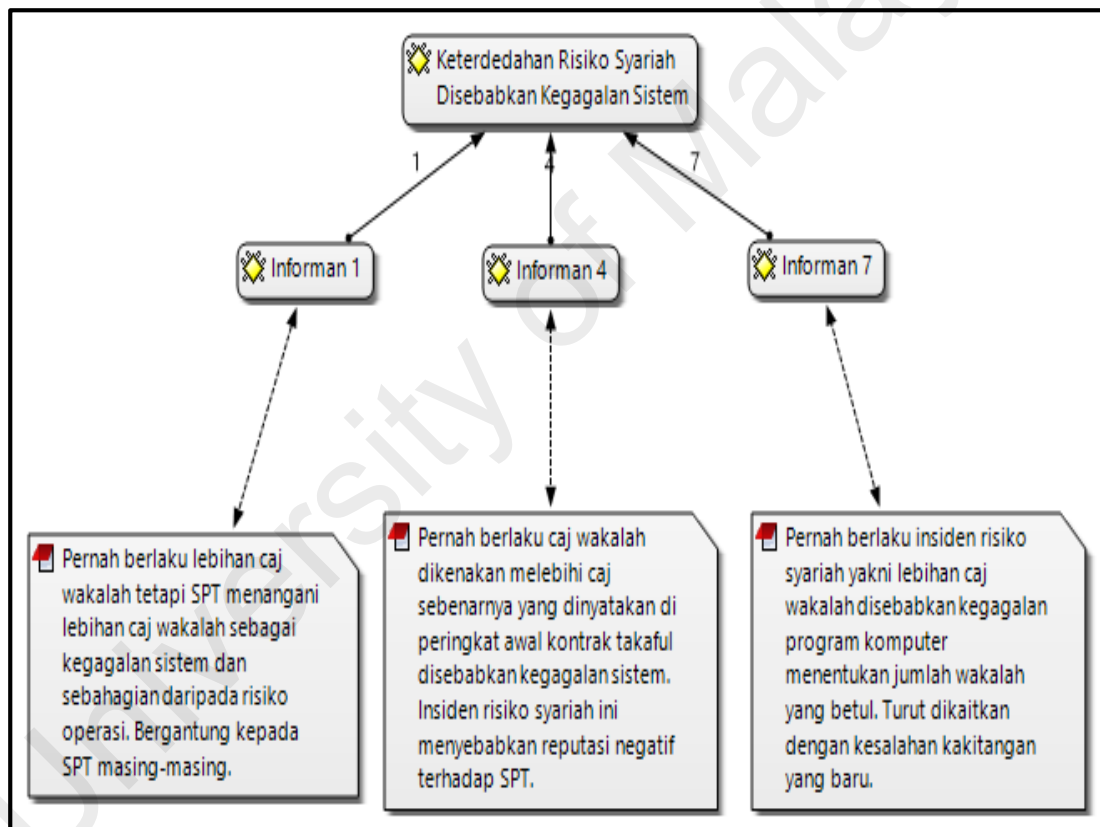 Keterdedahan Risiko Syariah
Disebabkan Kegagalan Sistem
1
4
7
Informan 1
Informan 4
Informan 7
Pernah berlaku lebihan caj
wakalah tetapi SPT menangani
lebihan caj wakalah sebagai
kegagalan sistem dan
sebahagian daripada risiko
operasi. Bergantung kepada
SPT masing-masing.
Pernah berlaku caj wakalah
dikenakan melebihi caj
sebenarnya yang dinyatakan di
peringkat awal kontrak takaful
disebabkan kegagalan sistem.
Insiden risiko syariah ini
menyebabkan reputasi negatif
terhadap SPT.
Pernah berlaku insiden risiko
syariah yakni lebihan caj
wakalah disebabkan kegagalan
program komputer
menentukan jumlah wakalah
yang betul. Turut dikaitkan
dengan kesalahan kakitangan
yang baru.
University of Malay